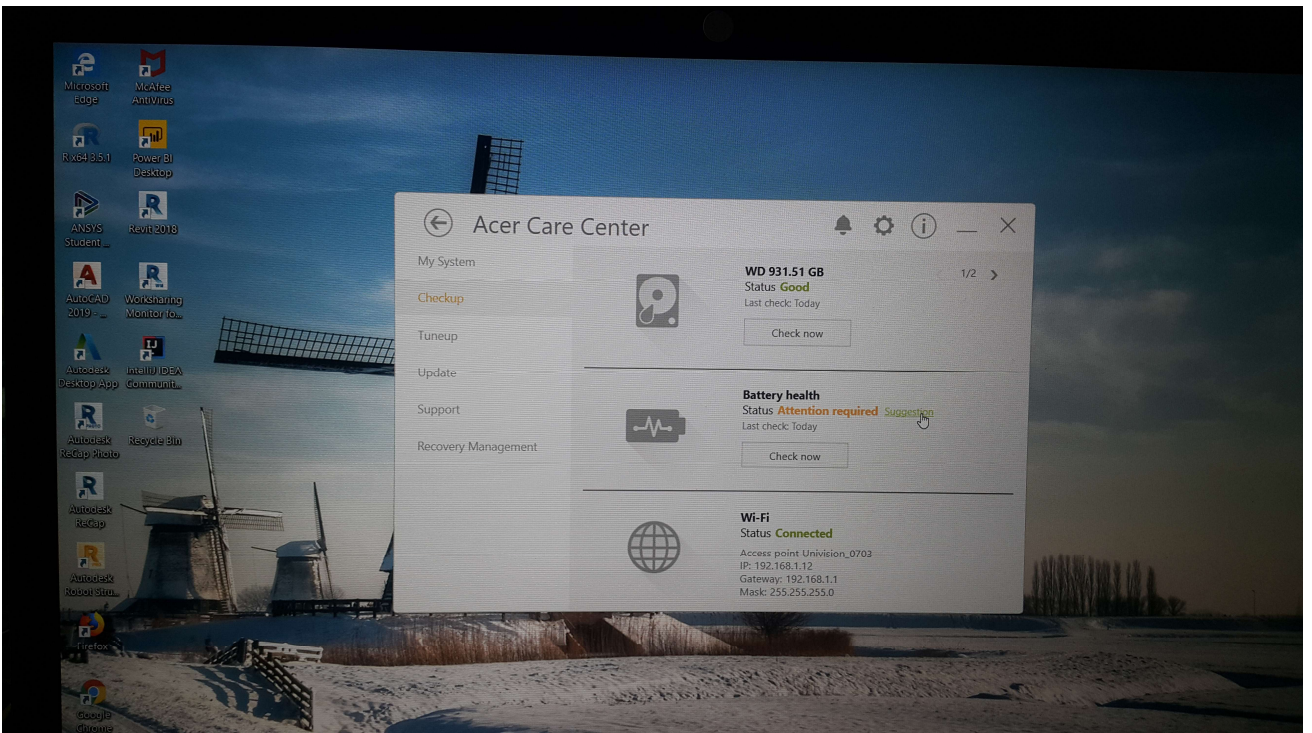 Microsoft
Edge
McAfee
AntiVirus
R x64 3.5.1
Power BI
Desktop
ANSYS
Student ...
Revit 2018
AutoCAD
2019 - ...
Worksharing
Monitor fo...
Autodesk
Desktop App
IntelliJ IDEA
Communit...
Autodesk
ReCap Photo
Recycle Bin
Autodesk
ReCap
Autodesk
Robot Stru...
Firefox
Google
Chrome
Acer Care Center
My System
Checkup
Tuneup
Update
Support
Recovery Management
WD 931.51 GB
1/2
Status Good
Last check: Today
Check now
Battery health
Status Attention required Suggestion
Last check: Today
Check now
Wi-Fi
Status Connected
Access point Univision_0703
IP: 192.168.1.12
Gateway: 192.168.1.1
Mask: 255.255.255.0